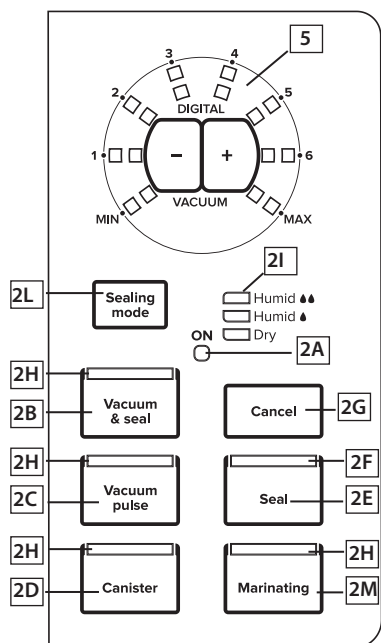 5
3 4
2 DIGITAL 5
1 - + 6
MIN VACUUM MAX
2I
2L Sealing
mode
Humid
Humid
Dry
ON
2A
2H
2B Vacuum
& seal
Cancel 2G
2H 2F
2C Vacuum
pulse
Seal 2E
2H 2H
2D Canister Marinating 2M